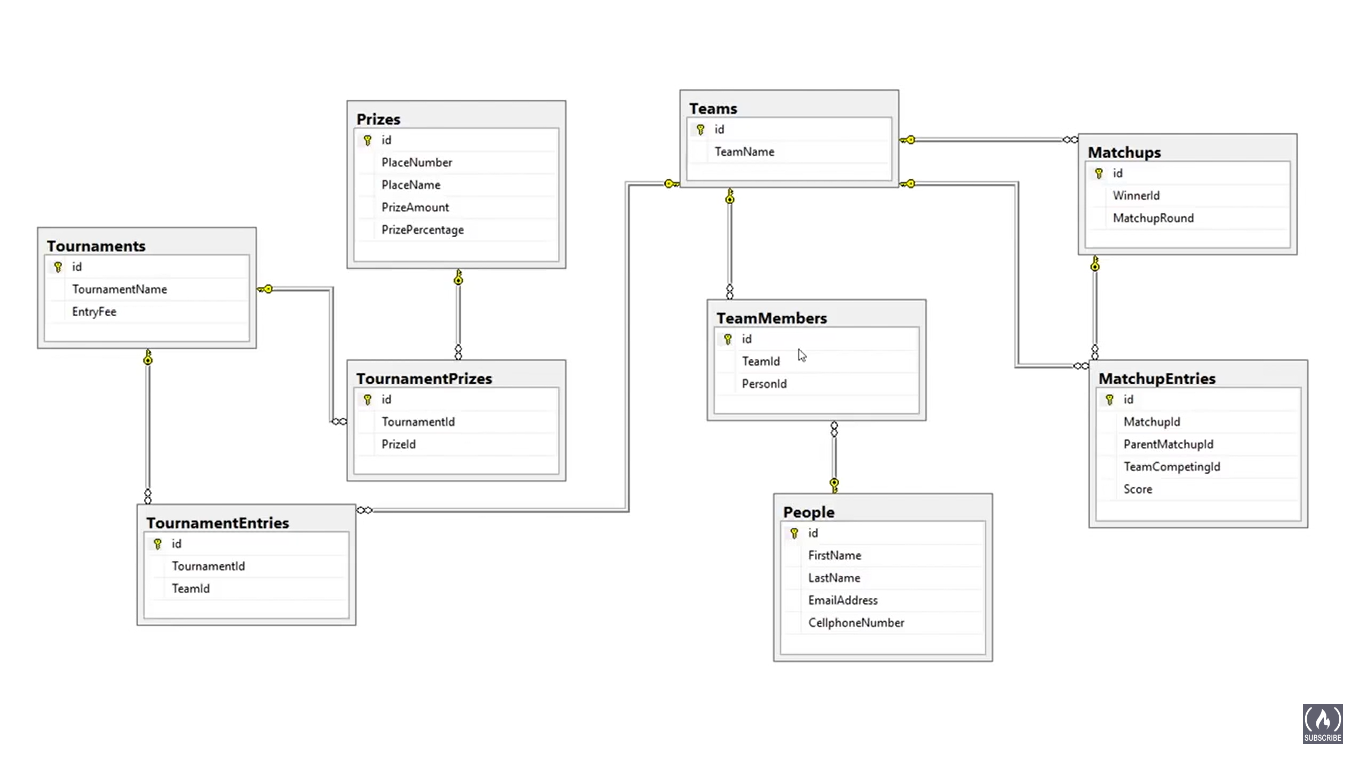 Prizes
id
PlaceNumber
PlaceName
PrizeAmount
PrizePercentage
Teams
id
TeamName
Matchups
id
WinnerId
MatchupRound
Tournaments
id
TournamentName
EntryFee
TeamMembers
id
TeamId
PersonId
TournamentPrizes
id
TournamentId
PrizeId
MatchupEntries
id
MatchupId
ParentMatchupId
TeamCompetingId
Score
TournamentEntries
id
TournamentId
TeamId
People
id
FirstName
LastName
EmailAddress
CellphoneNumber
SUBSCRIBE